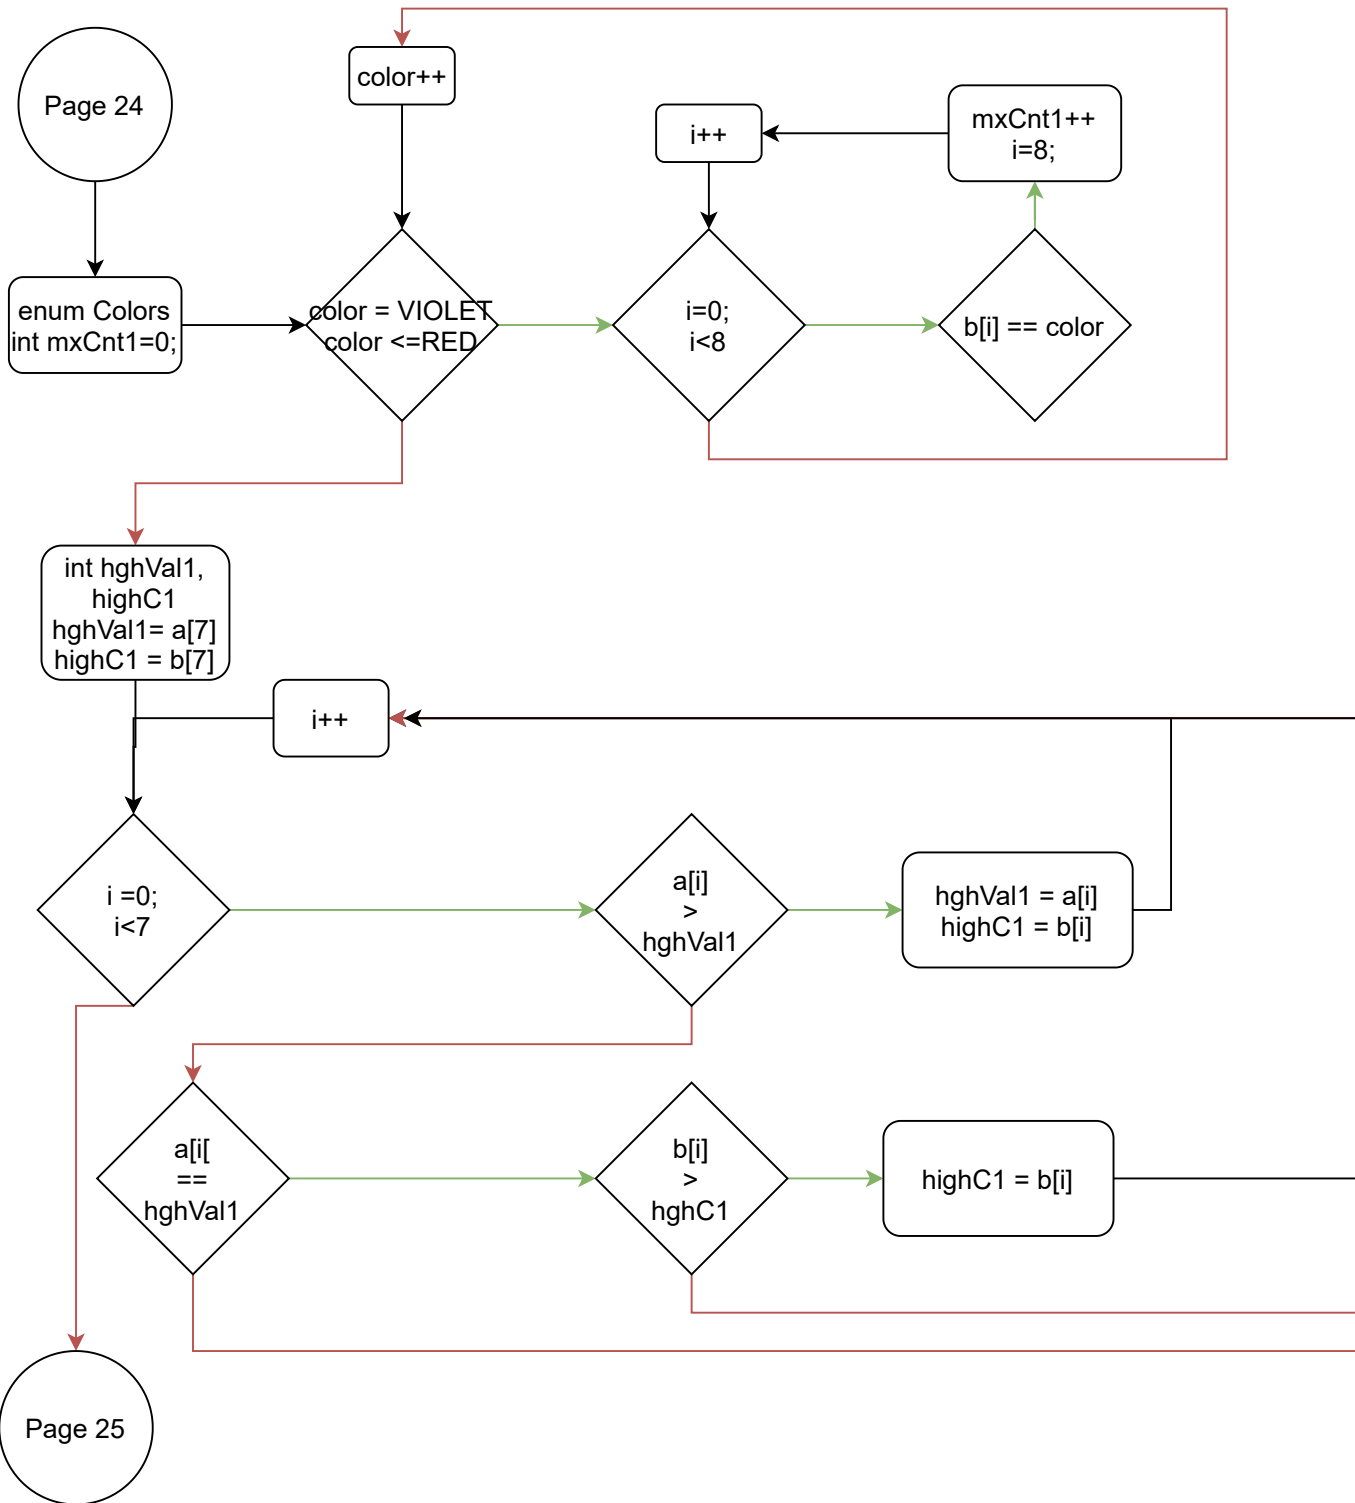 Page 24
color++
mxCnt1++
i=8;
i++
enum Colors
int mxCnt1=0;
color = VIOLET
color <=RED
i=0;
i<8
b[i] == color
int hghVal1,
highC1
hghVal1= a[7]
highC1 = b[7]
i++
i =0;
i<7
a[i]
>
hghVal1
hghVal1 = a[i]
highC1 = b[i]
a[i[
==
hghVal1
b[i]
>
hghC1
highC1 = b[i]
Page 25